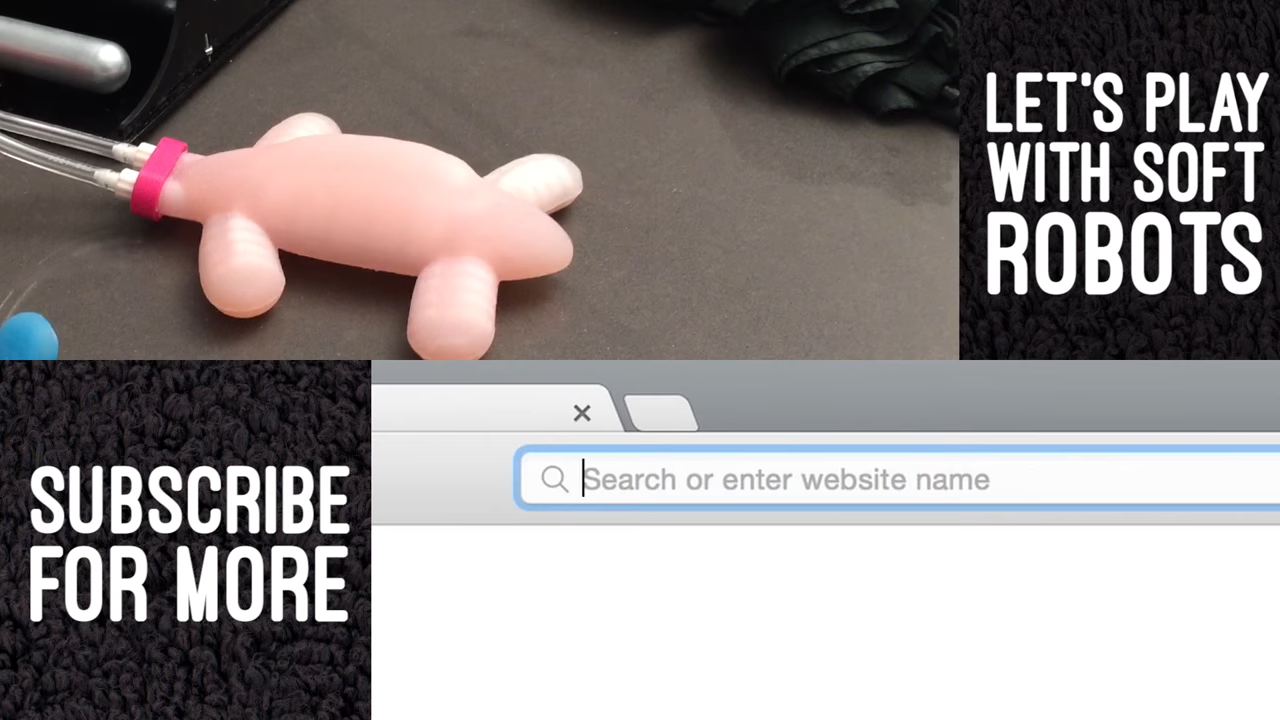 LET'S PLAY
WITH SOFT
ROBOTS
SUBSCRIBE
FOR MORE
Search or enter website name